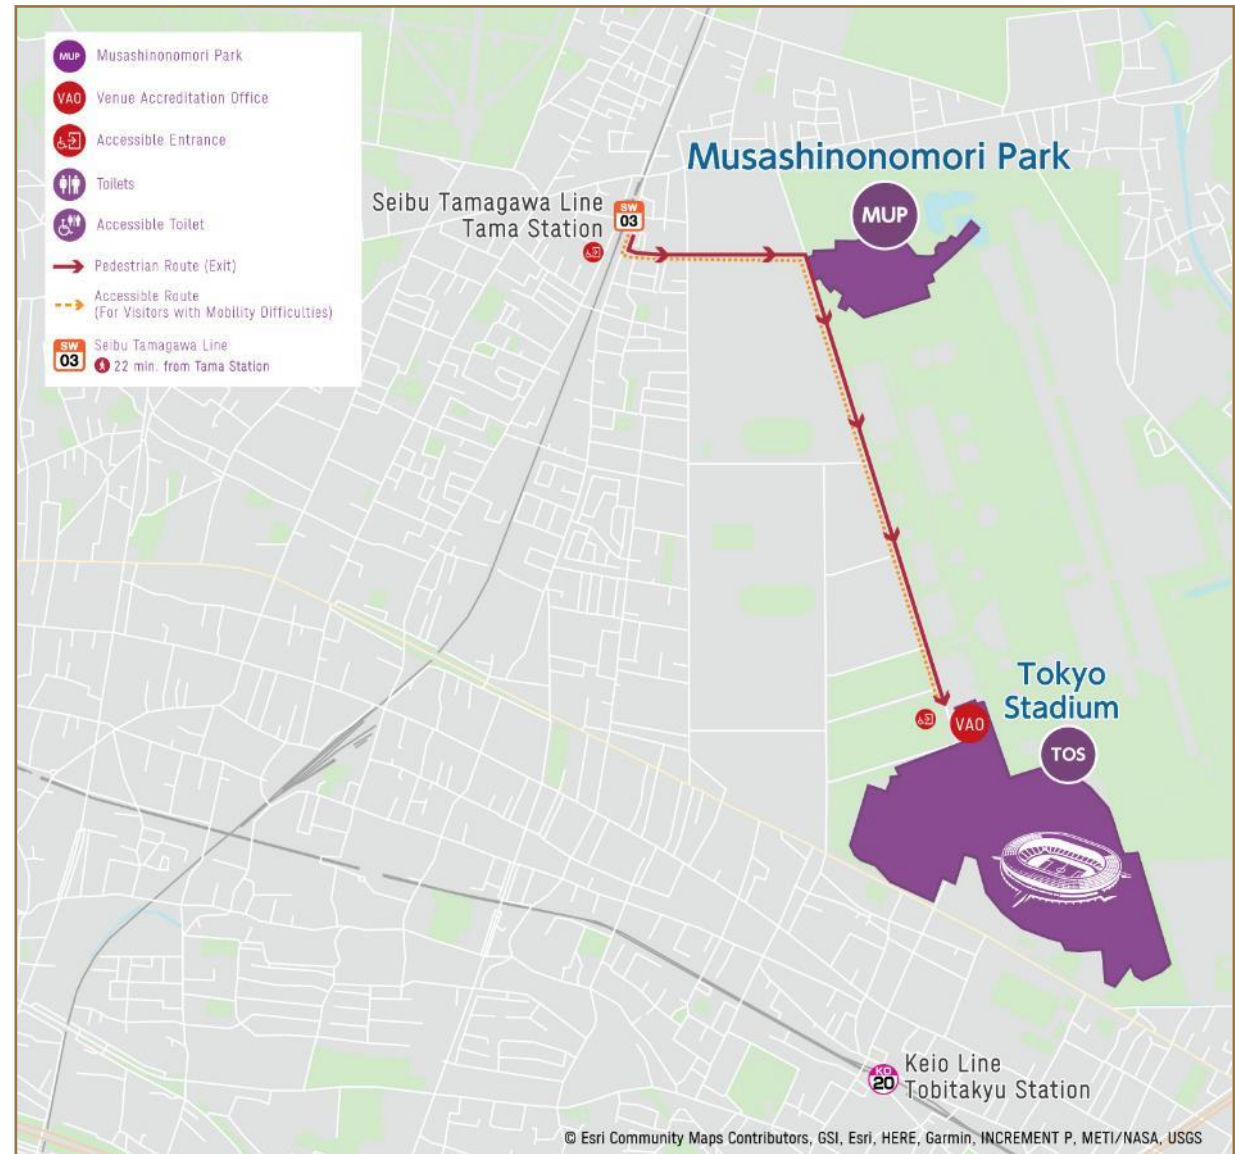 MUP Musashinonomori Park
VAO Venue Accreditation Office
Accessible Entrance
Toilets
Accessible Toilet
Pedestrian Route (Exit)
Accessible Route
(For Visitors with Mobility Difficulties)
SW 03 Seibu Tamagawa Line
22 min. from Tama Station
Musashinonomori Park
MUP
Seibu Tamagawa Line
Tama Station
SW
03
Tokyo
Stadium
VAO
TOS
KO
20
Keio Line
Tobitakyu Station
© Esri Community Maps Contributors, GSI, Esri, HERE, Garmin, INCREMENT P, METI/NASA, USGS